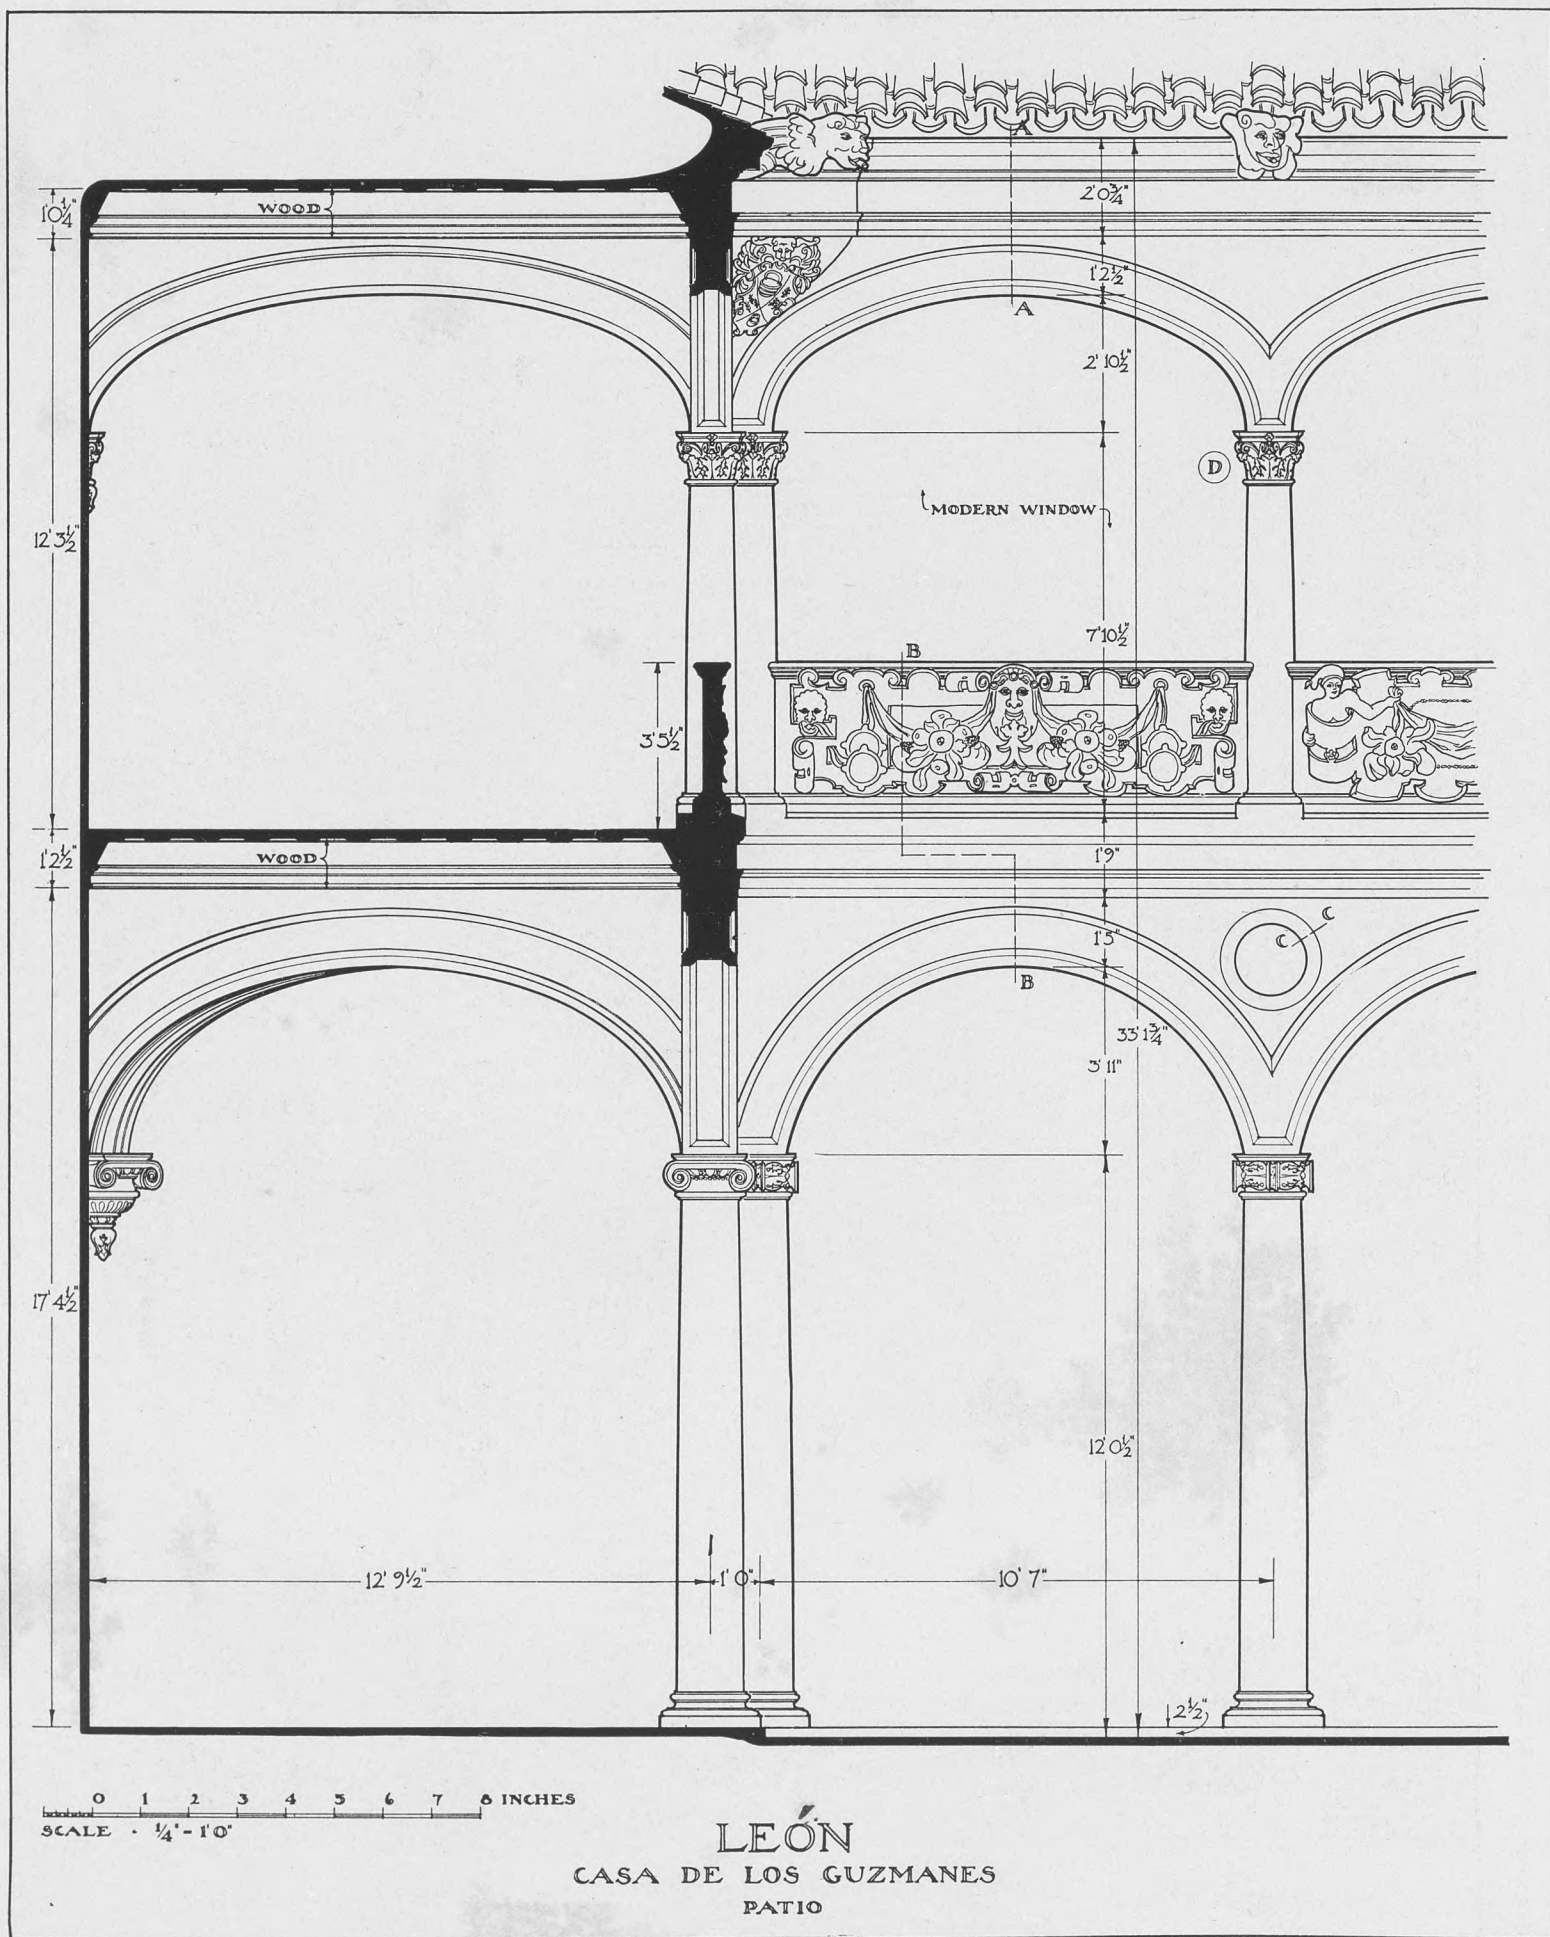 A
1'0¼"
WOOD
2'0¾"
1'2½"
A
2'10½"
D
MODERN WINDOW
12'3½"
7'10½"
B
3'5½"
1'2½"
WOOD
1'9"
C
C
1'5"
B
33'1¾"
3'11"
17'4½"
12'0½"
12' 9½"
1' 0"
10' 7"
2½"
0 1 2 3 4 5 6 7 8 INCHES
SCALE · ¼" - 1'0"
LEÓN
CASA DE LOS GUZMANES
PATIO